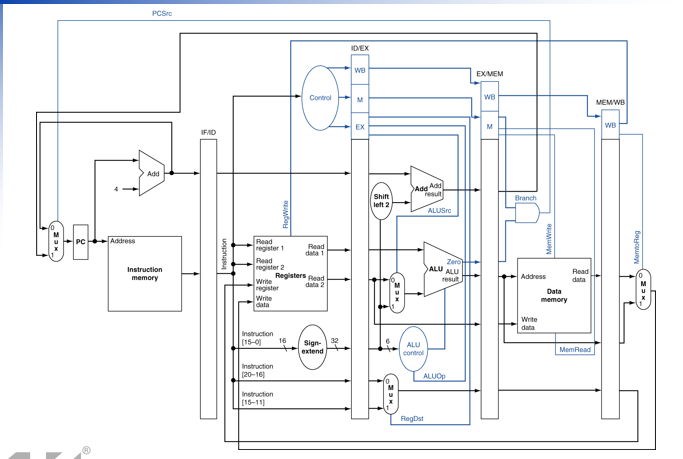 PCSrc
ID/EX
WB
EX/MEM
Control
M
WB
MEM/WB
EX
M
WB
IF/ID
Add
4
Add
Add
result
Shift
left 2
Branch
ALUSrc
RegWrite
MemWrite
MemtoReg
0
M
u
x
1
PC
Address
Instruction
memory
Instruction
Read
register 1
Read
data 1
Read
register 2
Registers
Write
register
Read
data 2
Write
data
0
M
u
x
1
Zero
ALU
ALU
result
Address
Read
data
Data
memory
Write
data
0
M
u
x
1
MemRead
Instruction
[15–0]
16
Sign-
extend
32
6
ALU
control
ALUOp
Instruction
[20–16]
Instruction
[15–11]
0
M
u
x
1
RegDst
®